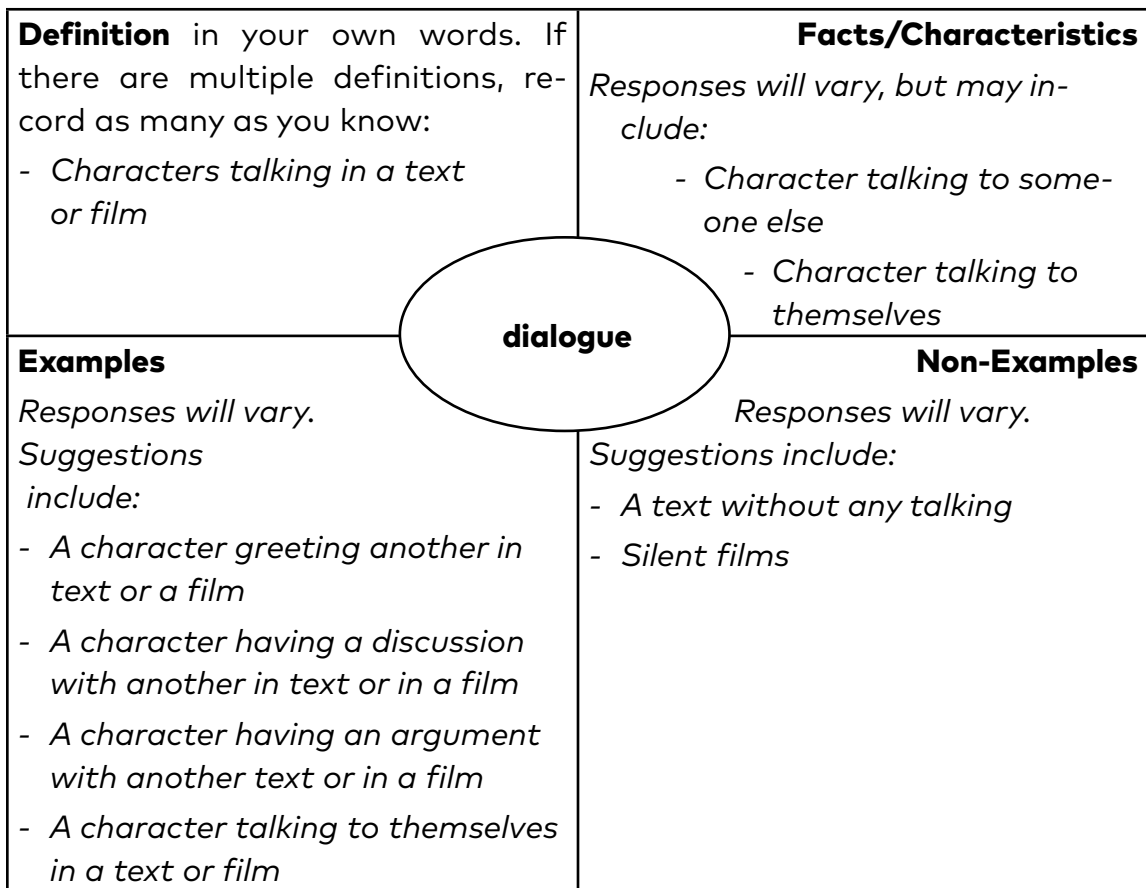 Definition in your own words. If
there are multiple definitions, re-
cord as many as you know:
- Characters talking in a text
or film
Facts/Characteristics
Responses will vary, but may in-
clude:
- Character talking to some-
one else
- Character talking to
themselves
dialogue
Examples
Responses will vary.
Suggestions
include:
- A character greeting another in
text or a film
- A character having a discussion
with another in text or in a film
- A character having an argument
with another text or in a film
- A character talking to themselves
in a text or film
Non-Examples
Responses will vary.
Suggestions include:
- A text without any talking
- Silent films